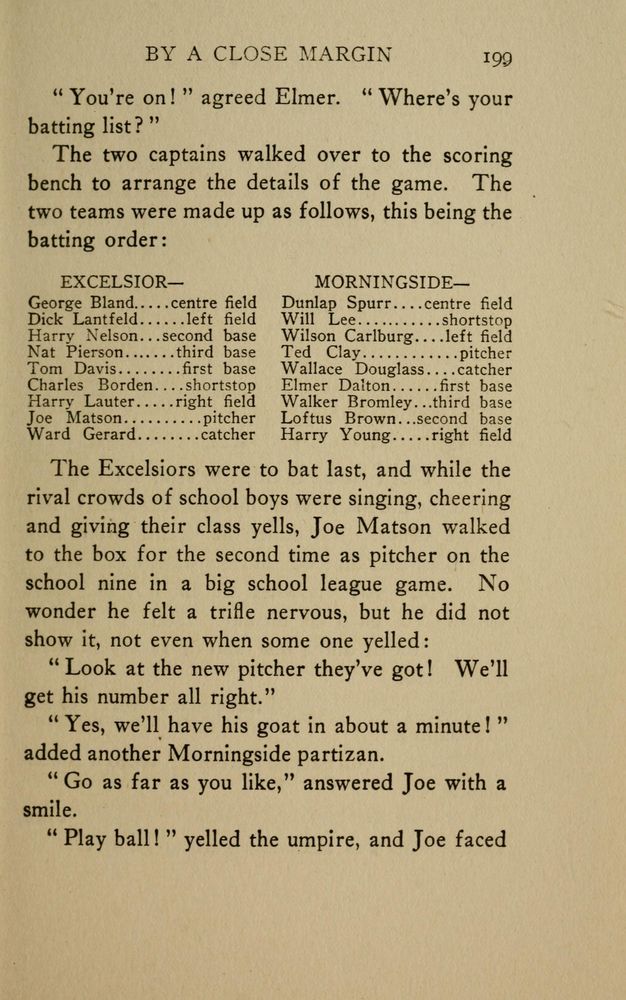 BY A CLOSE MARGIN 199
“ You're on! ” agreed Elmer. “ Where's your
batting list? ”
The two captains walked over to the scoring
bench to arrange the details of the game. The
two teams were made up as follows, this being the
batting order:
EXCELSIOR— MORNINGSIDE—
George Bland.....centre field Dunlap Spurr....centre field
Dick Lantfeld......left field Will Lee...........shortstop
Harry Nelson...second base Wilson Carlburg....left field
Nat Pierson.......third base Ted Clay............pitcher
Tom Davis........first base Wallace Douglass....catcher
Charles Borden....shortstop Elmer Dalton......first base
Harry Lauter.....right field Walker Bromley...third base
Joe Matson..........pitcher Loftus Brown...second base
Ward Gerard........catcher Harry Young.....right field
The Excelsiors were to bat last, and while the
rival crowds of school boys were singing, cheering
and giving their class yells, Joe Matson walked
to the box for the second time as pitcher on the
school nine in a big school league game. No
wonder he felt a trifle nervous, but he did not
show it, not even when some one yelled:
“ Look at the new pitcher they've got! We'll
get his number all right.”
“ Yes, we'll have his goat in about a minute! ”
added another Morningside partizan.
“ Go as far as you like,” answered Joe with a
smile.
“ Play ball! ” yelled the umpire, and Joe faced